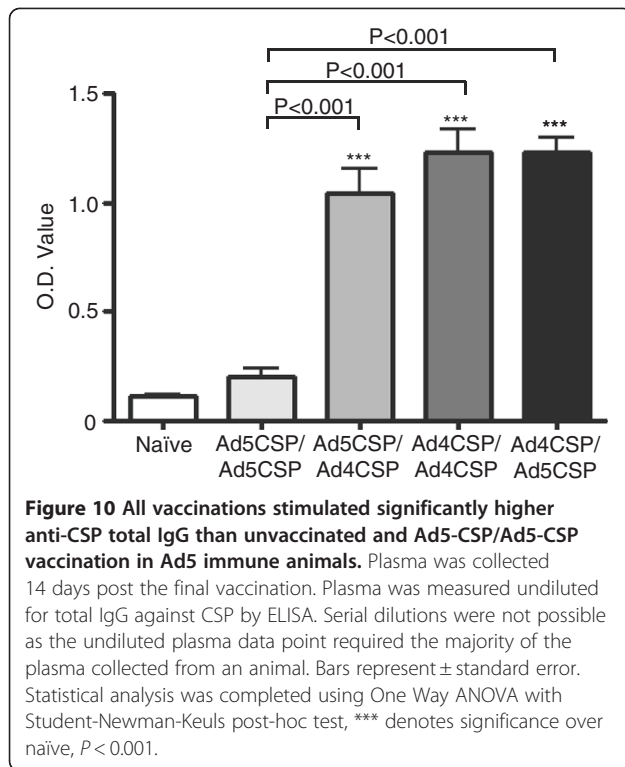 P<0.001
P<0.001
P<0.001
1.5
1.0
0.5
0
O.D. Value
***
***
***
Naïve
Ad5CSP/ Ad5CSP/ Ad4CSP/ Ad4CSP/
Ad5CSP Ad4CSP Ad4CSP Ad5CSP
Figure 10 All vaccinations stimulated significantly higher
anti-CSP total IgG than unvaccinated and Ad5-CSP/Ad5-CSP
vaccination in Ad5 immune animals. Plasma was collected
14 days post the final vaccination. Plasma was measured undiluted
for total IgG against CSP by ELISA. Serial dilutions were not possible
as the undiluted plasma data point required the majority of the
plasma collected from an animal. Bars represent ± standard error.
Statistical analysis was completed using One Way ANOVA with
Student-Newman-Keuls post-hoc test, *** denotes significance over
naïve, P < 0.001.